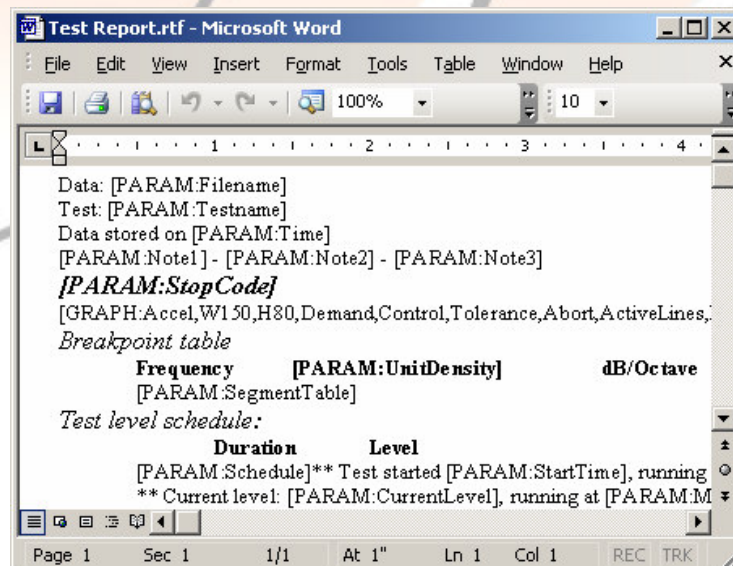 Test Report.rtf - Microsoft Word
File Edit View Insert Format Tools Table Window Help
100% 10
1 2 3 4
Data: [PARAM:Filename]
Test: [PARAM:Testname]
Data stored on [PARAM:Time]
[PARAM:Note1] - [PARAM:Note2] - [PARAM:Note3]
[PARAM:StopCode]
[GRAPH:Accel,W150,H80,Demand,Control,Tolerance,Abort,ActiveLines,
Breakpoint table
Frequency [PARAM:UnitDensity] dB/Octave
[PARAM:SegmentTable]
Test level schedule:
Duration Level
[PARAM:Schedule]** Test started [PARAM:StartTime], running
** Current level: [PARAM:CurrentLevel], running at [PARAM:M
Page 1 Sec 1 1/1 At 1" Ln 1 Col 1 REC TRK